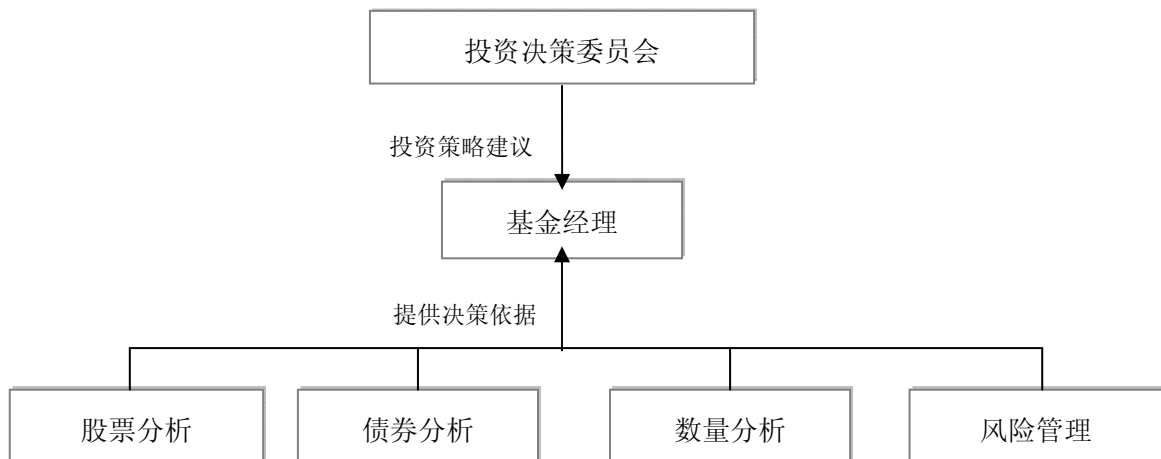 投资决策委员会
投资策略建议
基金经理
提供决策依据
股票分析
债券分析
数量分析
风险管理